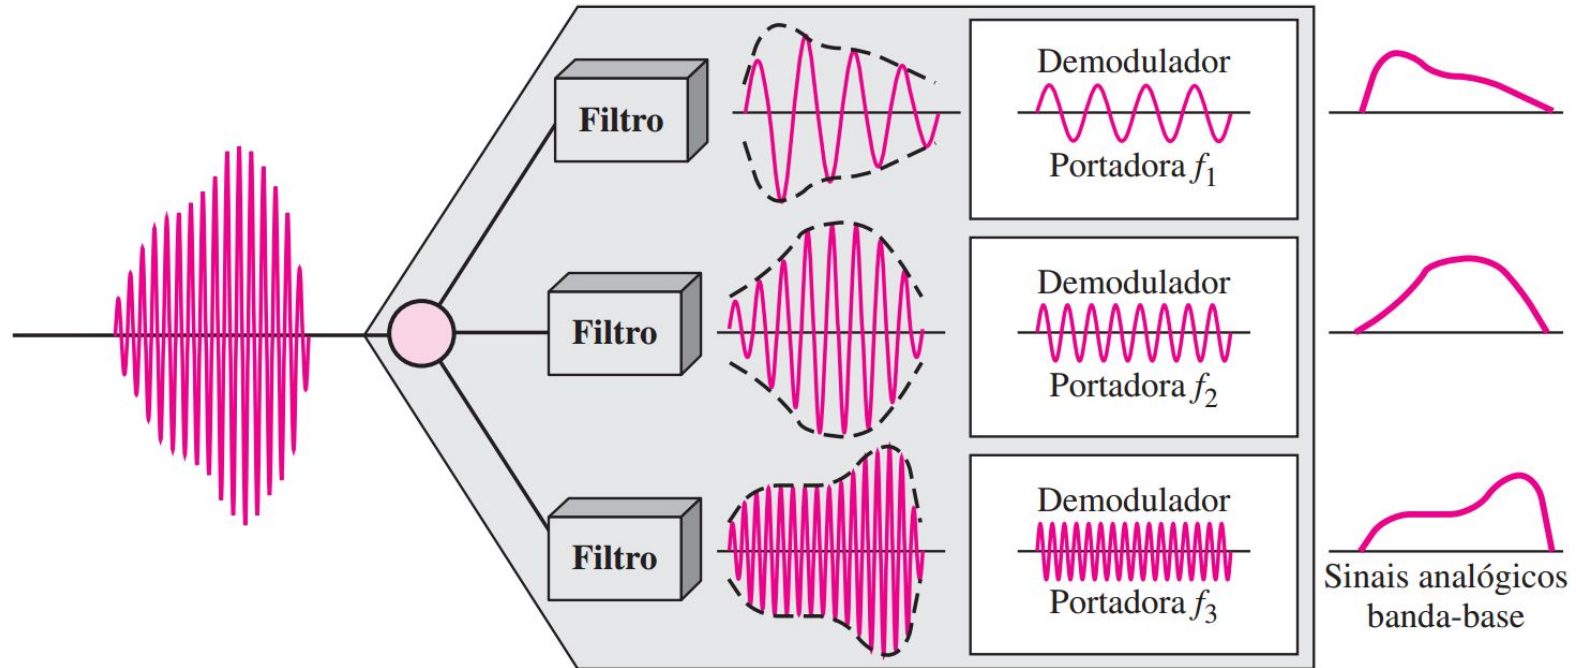 Filtro
Demodulador
Portadora f1
Filtro
Demodulador
Portadora f2
Filtro
Demodulador
Portadora f3
Sinais analógicos
banda-base